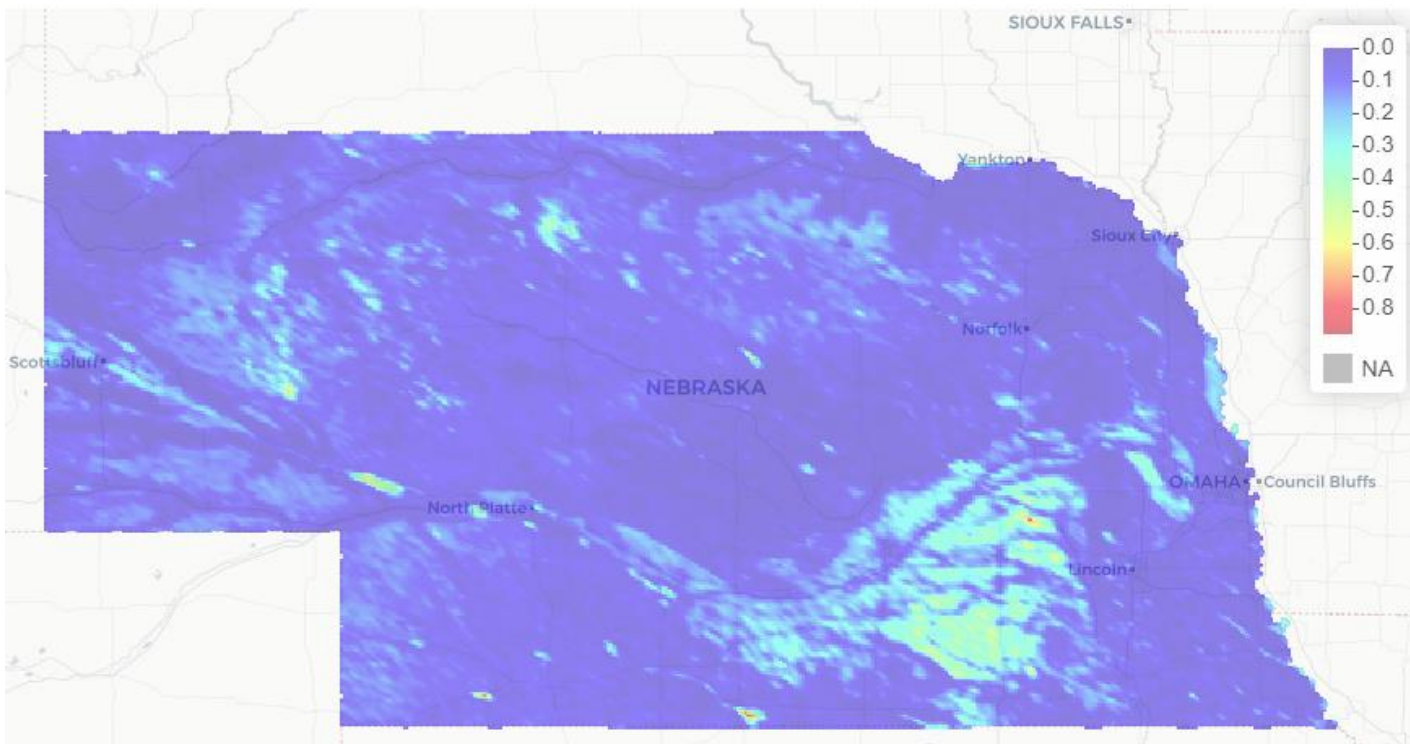 SIOUX FALLS
0.0
0.1
0.2
0.3
0.4
0.5
0.6
0.7
0.8
NA
Yankton
Sioux City
Norfolk
Scottsbluff
NEBRASKA
OMAHA
Council Bluffs
North Platte
Lincoln